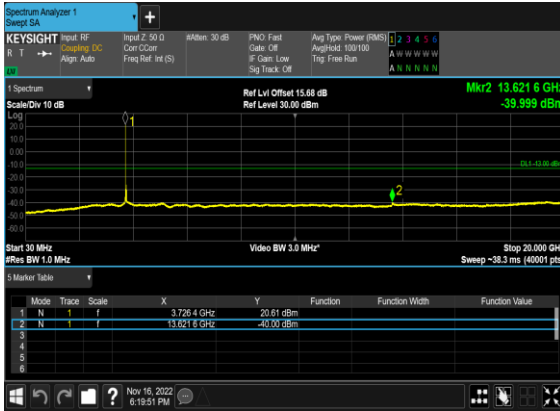 Spectrum Analyzer 1
Swept SA
+
KEYSIGHT Input: RF Input Z: 50 Ω #Atten: 30 dB PNO: Fast Avg Type: Power (RMS) 1 2 3 4 5 6
R T Coupling: DC Corr CCorr Gate: Off Avg|Hold: 100/100 A W W W W W
Align: Auto Freq Ref: Int (S) IF Gain: Low Trig: Free Run
Sig Track: Off A N N N N N
1 Spectrum
Scale/Div 10 dB Ref Lvl Offset 15.68 dB Mkr2 13.621 6 GHz
Ref Level 30.00 dBm -39.999 dBm
Log
1
20.0
10.0
0.00
-10.0
DL1 -13.00 dBm
-20.0
-30.0
2
-40.0
-50.0
-60.0
Start 30 MHz Video BW 3.0 MHz* Stop 20.000 GH
#Res BW 1.0 MHz Sweep ~38.3 ms (40001 pts
5 Marker Table
Mode Trace Scale X Y Function Function Width Function Value
1 N 1 f 3.726 4 GHz 20.61 dBm
2 N 1 f 13.621 6 GHz -40.00 dBm
3
4
5
6
? Nov 16, 2022
6:19:51 PM